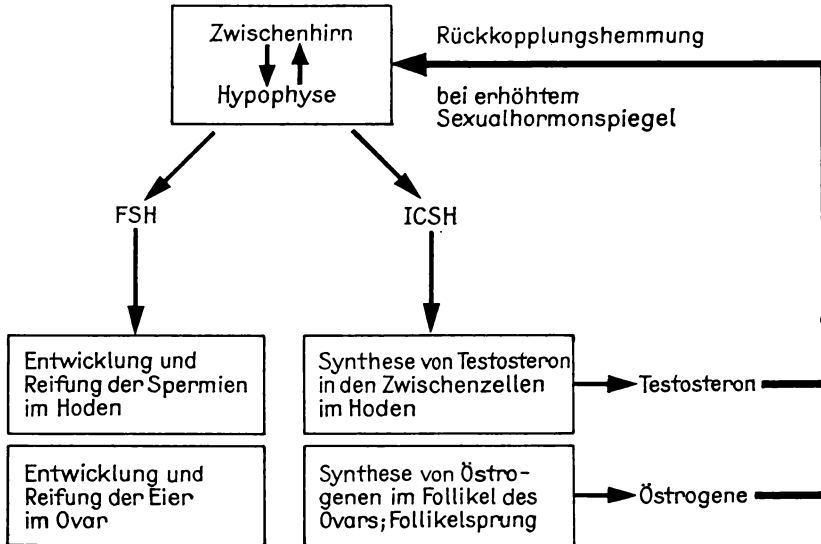 Zwischenhirn
Hypophyse
Rückkopplungshemmung
bei erhöhtem
Sexualhormonspiegel
FSH
ICSH
Entwicklung und
Reifung der Spermien
im Hoden
Synthese von Testosteron
in den Zwischenzellen
im Hoden
Testosteron
Entwicklung und
Reifung der Eier
im Ovar
Synthese von Östro-
genen im Follikel des
Ovars; Follikelsprung
Östrogene